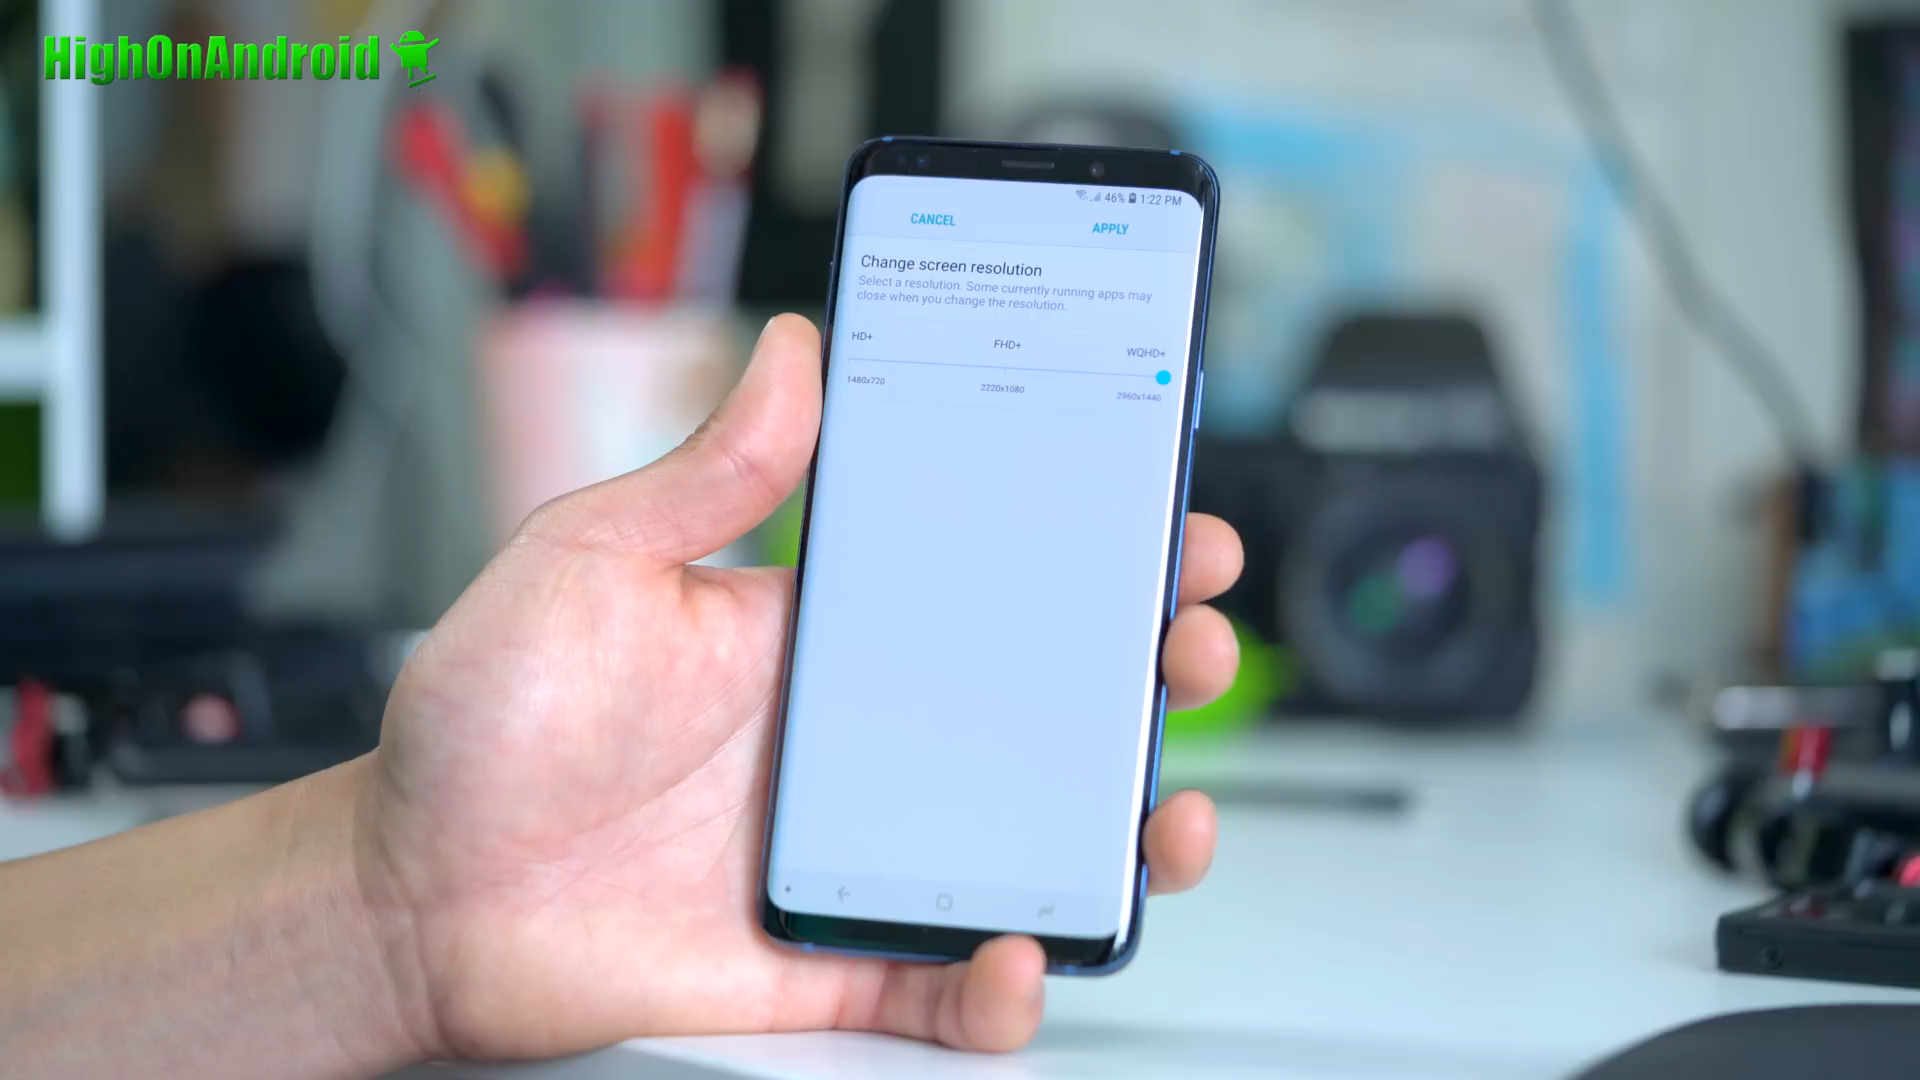 HighOnAndroid
46% 1:22 PM
CANCEL APPLY
Change screen resolution
Select a resolution. Some currently running apps may
close when you change the resolution.
HD+ FHD+ WQHD+
1480x720 2220x1080 2960x1440